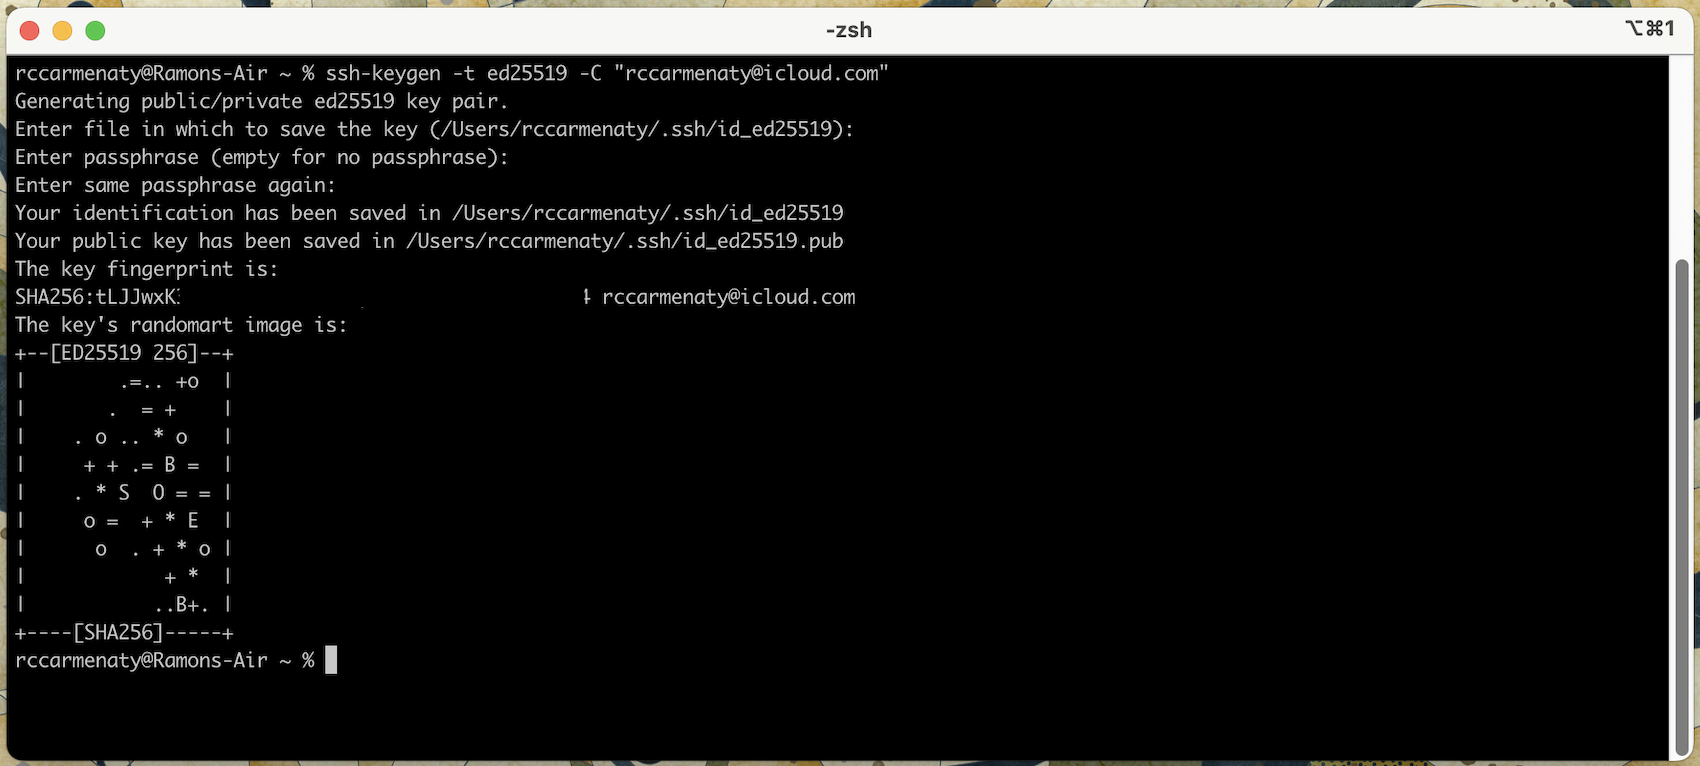 -zsh
⌥⌘1
rccarmenaty@Ramons-Air ~ % ssh-keygen -t ed25519 -C "rccarmenaty@icloud.com"
Generating public/private ed25519 key pair.
Enter file in which to save the key (/Users/rccarmenaty/.ssh/id_ed25519):
Enter passphrase (empty for no passphrase):
Enter same passphrase again:
Your identification has been saved in /Users/rccarmenaty/.ssh/id_ed25519
Your public key has been saved in /Users/rccarmenaty/.ssh/id_ed25519.pub
The key fingerprint is:
SHA256:tLJJwxK rccarmenaty@icloud.com
The key's randomart image is:
+--[ED25519 256]--+
|        .=.. +o  |
|       .  = +    |
|    . o .. * o   |
|     + + .= B =  |
|    . * S  O = = |
|     o =  + * E  |
|      o  . + * o |
|            + *  |
|           ..B+. |
+----[SHA256]-----+
rccarmenaty@Ramons-Air ~ %